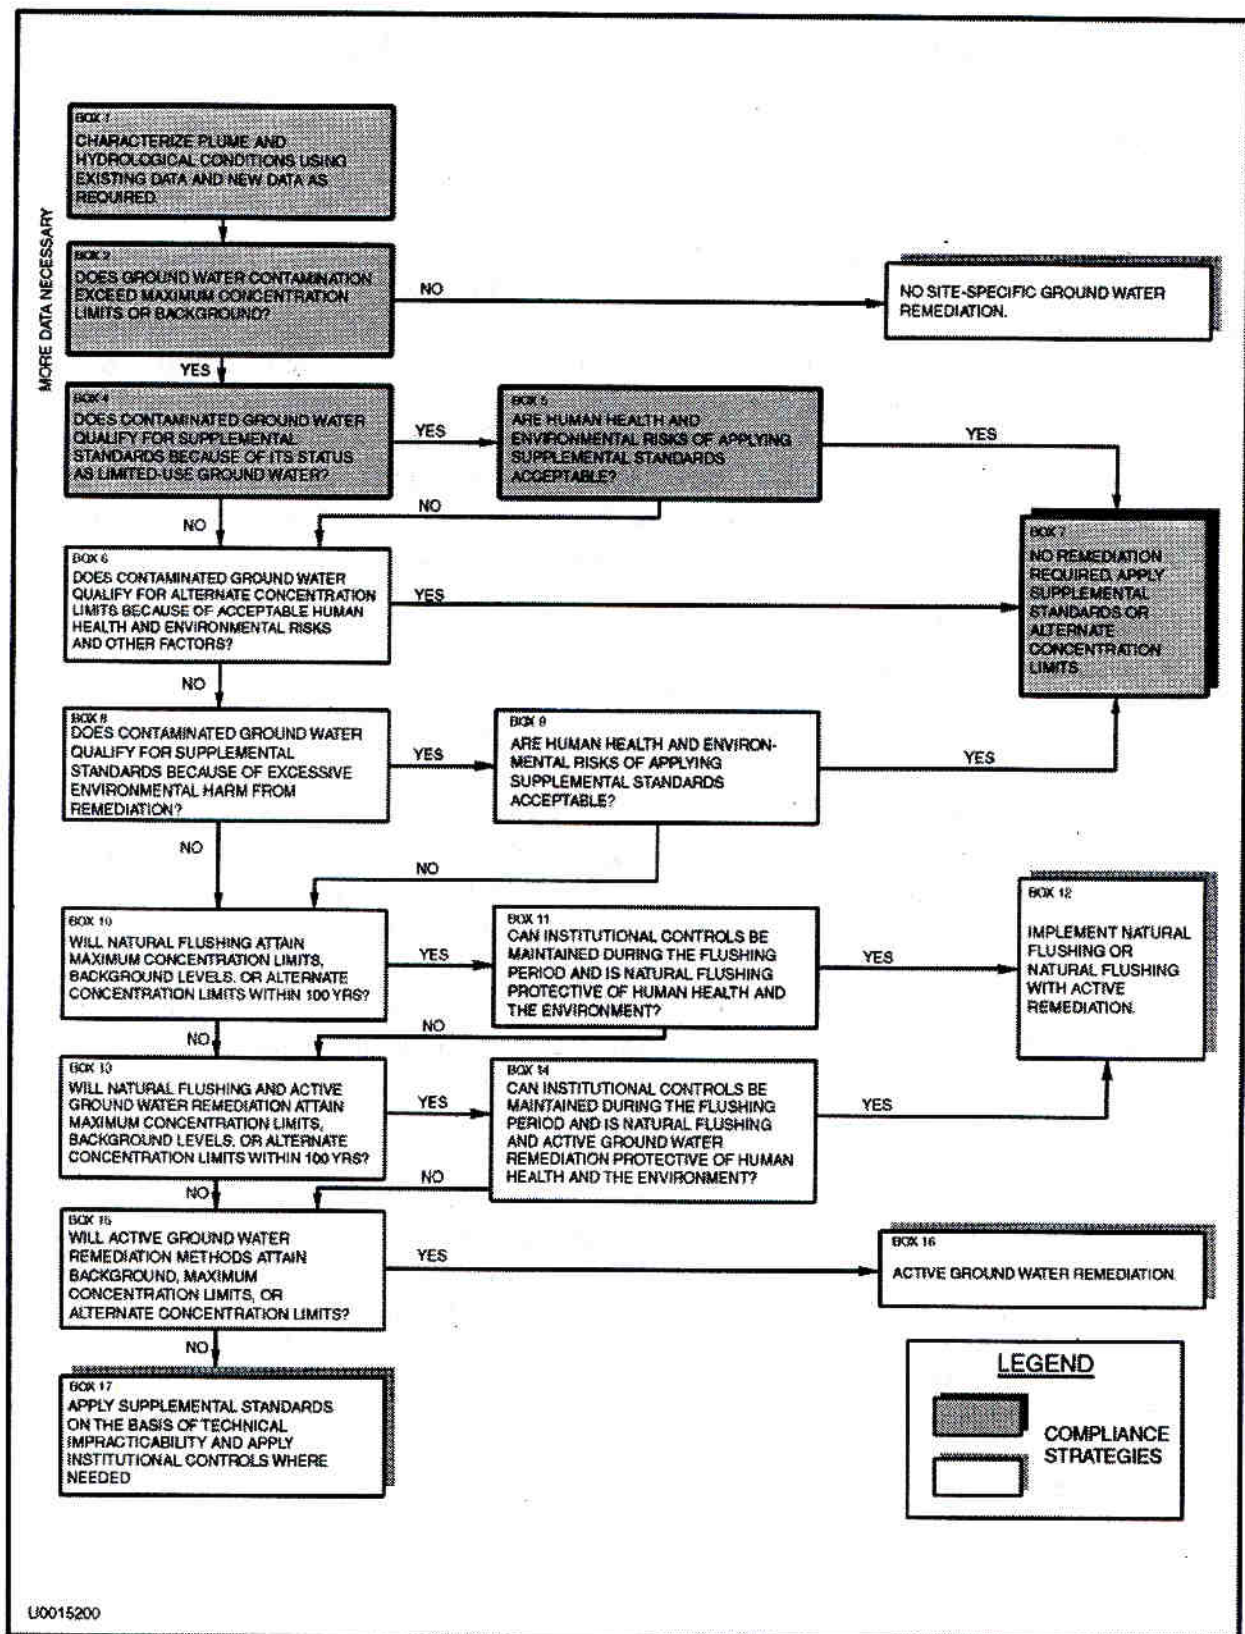 BOX 1
CHARACTERIZE PLUME AND
HYDROLOGICAL CONDITIONS USING
EXISTING DATA AND NEW DATA AS
REQUIRED.
MORE DATA NECESSARY
BOX 2
DOES GROUND WATER CONTAMINATION
EXCEED MAXIMUM CONCENTRATION
LIMITS OR BACKGROUND?
NO
NO SITE-SPECIFIC GROUND WATER
REMEDIATION.
YES
BOX 4
DOES CONTAMINATED GROUND WATER
QUALIFY FOR SUPPLEMENTAL
STANDARDS BECAUSE OF ITS STATUS
AS LIMITED-USE GROUND WATER?
YES
BOX 5
ARE HUMAN HEALTH AND
ENVIRONMENTAL RISKS OF APPLYING
SUPPLEMENTAL STANDARDS
ACCEPTABLE?
YES
NO
NO
BOX 6
DOES CONTAMINATED GROUND WATER
QUALIFY FOR ALTERNATE CONCENTRATION
LIMITS BECAUSE OF ACCEPTABLE HUMAN
HEALTH AND ENVIRONMENTAL RISKS
AND OTHER FACTORS?
YES
BOX 7
NO REMEDIATION
REQUIRED. APPLY
SUPPLEMENTAL
STANDARDS OR
ALTERNATE
CONCENTRATION
LIMITS
NO
BOX 8
DOES CONTAMINATED GROUND WATER
QUALIFY FOR SUPPLEMENTAL
STANDARDS BECAUSE OF EXCESSIVE
ENVIRONMENTAL HARM FROM
REMEDIATION?
YES
BOX 9
ARE HUMAN HEALTH AND ENVIRON-
MENTAL RISKS OF APPLYING
SUPPLEMENTAL STANDARDS
ACCEPTABLE?
YES
NO
NO
BOX 10
WILL NATURAL FLUSHING ATTAIN
MAXIMUM CONCENTRATION LIMITS,
BACKGROUND LEVELS, OR ALTERNATE
CONCENTRATION LIMITS WITHIN 100 YRS?
YES
BOX 11
CAN INSTITUTIONAL CONTROLS BE
MAINTAINED DURING THE FLUSHING
PERIOD AND IS NATURAL FLUSHING
PROTECTIVE OF HUMAN HEALTH AND
THE ENVIRONMENT?
YES
BOX 12
IMPLEMENT NATURAL
FLUSHING OR
NATURAL FLUSHING
WITH ACTIVE
REMEDIATION.
NO
NO
BOX 13
WILL NATURAL FLUSHING AND ACTIVE
GROUND WATER REMEDIATION ATTAIN
MAXIMUM CONCENTRATION LIMITS,
BACKGROUND LEVELS, OR ALTERNATE
CONCENTRATION LIMITS WITHIN 100 YRS?
YES
BOX 14
CAN INSTITUTIONAL CONTROLS BE
MAINTAINED DURING THE FLUSHING
PERIOD AND IS NATURAL FLUSHING
AND ACTIVE GROUND WATER
REMEDIATION PROTECTIVE OF HUMAN
HEALTH AND THE ENVIRONMENT?
YES
NO
NO
BOX 15
WILL ACTIVE GROUND WATER
REMEDIATION METHODS ATTAIN
BACKGROUND, MAXIMUM
CONCENTRATION LIMITS, OR
ALTERNATE CONCENTRATION LIMITS?
YES
BOX 16
ACTIVE GROUND WATER REMEDIATION.
NO
BOX 17
APPLY SUPPLEMENTAL STANDARDS
ON THE BASIS OF TECHNICAL
IMPRACTICABILITY AND APPLY
INSTITUTIONAL CONTROLS WHERE
NEEDED
LEGEND
COMPLIANCE
STRATEGIES
U0015200